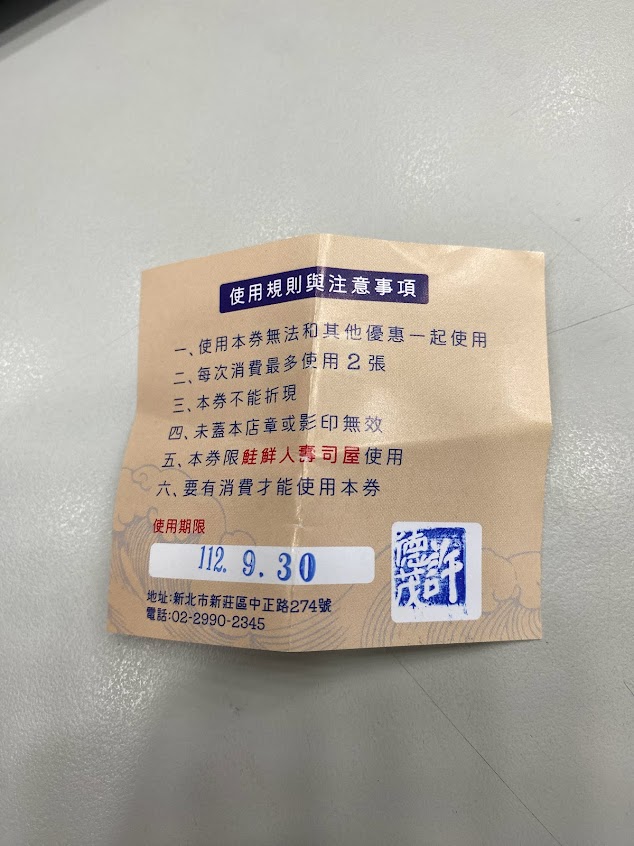 使用規則與注意事項
一、使用本券無法和其他優惠一起使用
二、每次消費最多使用2張
三、本券不能折現
四、未蓋本店章或影印無效
五、本券限鮭鮮人壽司屋使用
六、要有消費才能使用本券
使用期限
112. 9. 30
地址:新北市新莊區中正路274號
電話:02-2990-2345
許德茂